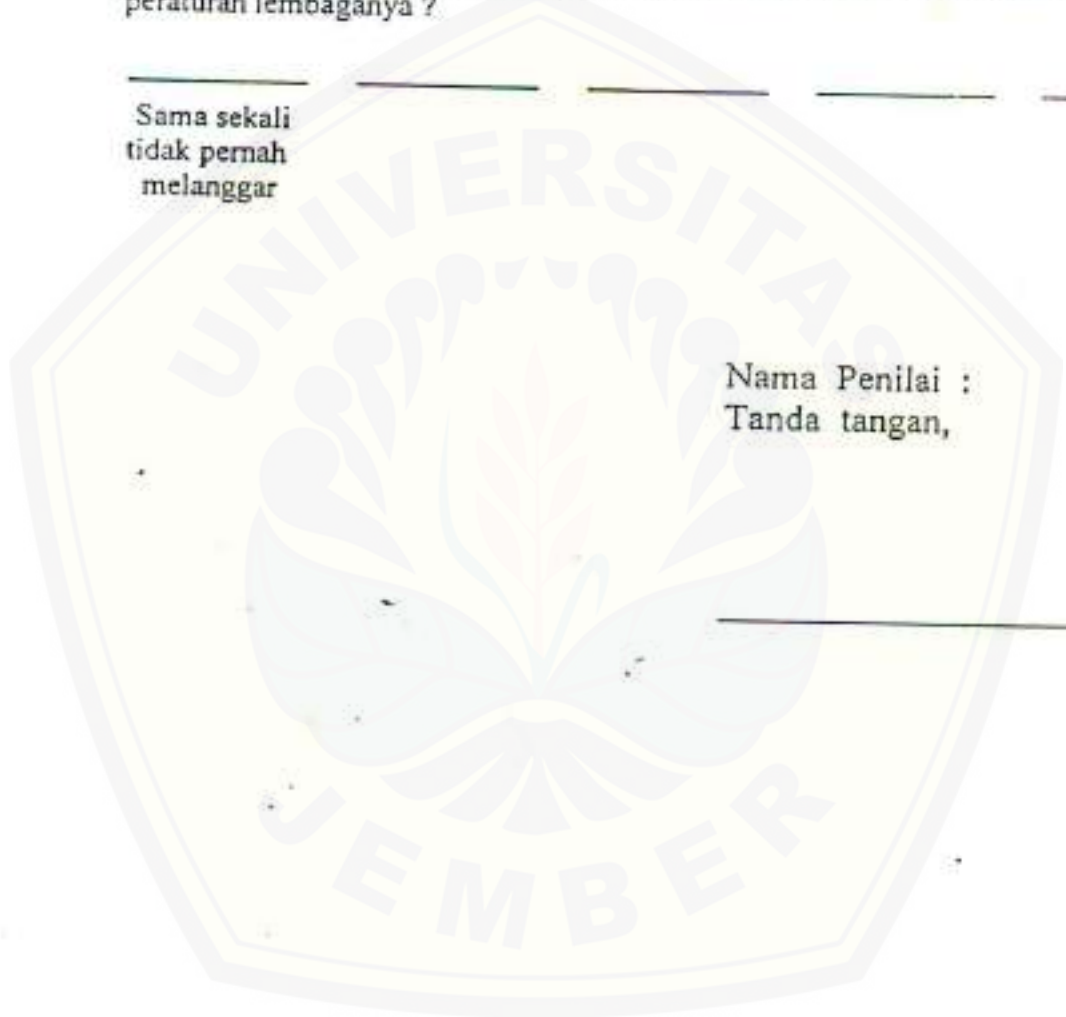 peraturan lembaganya ?
Sama sekali
tidak pernah
melanggar
Nama Penilai :
Tanda tangan,
UNIVERSITAS
JEMBER